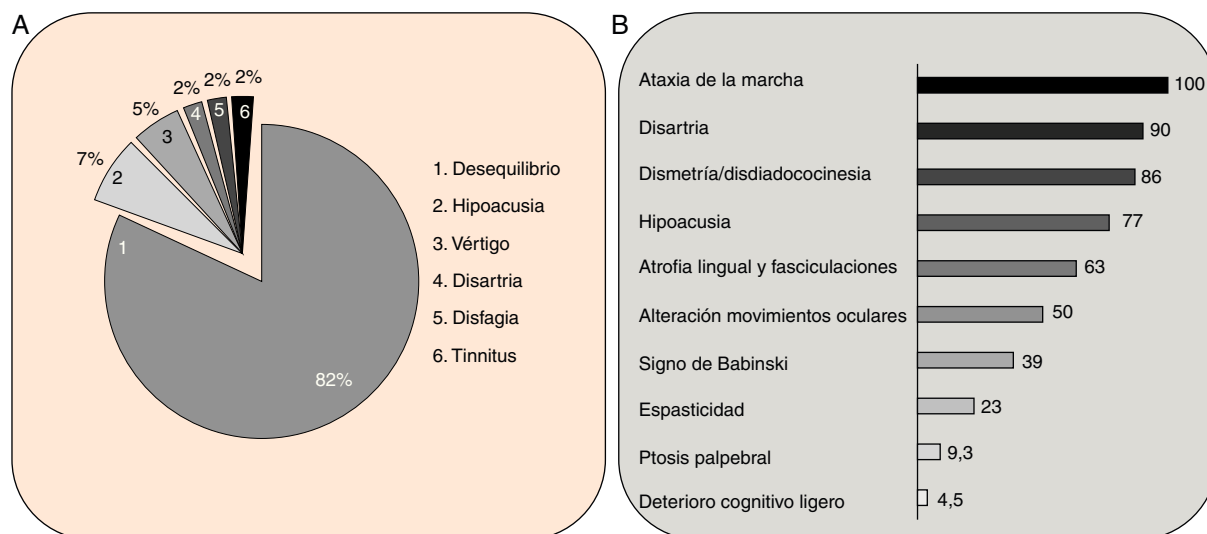 A
2%
2%
2%
5%
7%
6
5
4
3
2
1
82%
1. Desequilibrio
2. Hipoacusia
3. Vértigo
4. Disartria
5. Disfagia
6. Tinnitus
B
Ataxia de la marcha 100
Disartria 90
Dismetría/disdiadococinesia 86
Hipoacusia 77
Atrofia lingual y fasciculaciones 63
Alteración movimientos oculares 50
Signo de Babinski 39
Espasticidad 23
Ptosis palpebral 9,3
Deterioro cognitivo ligero 4,5